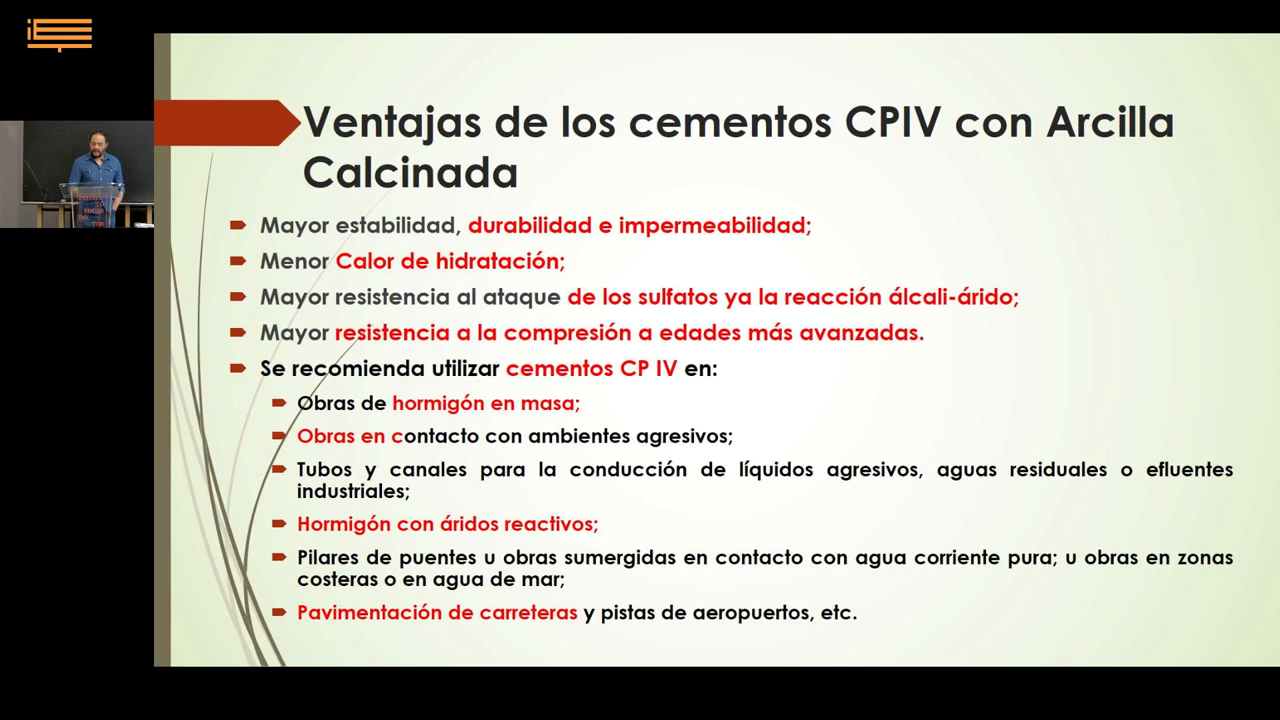 Ventajas de los cementos CPIV con Arcilla
Calcinada
Mayor estabilidad, durabilidad e impermeabilidad;
Menor Calor de hidratación;
Mayor resistencia al ataque de los sulfatos ya la reacción álcali-árido;
Mayor resistencia a la compresión a edades más avanzadas.
Se recomienda utilizar cementos CP IV en:
Obras de hormigón en masa;
Obras en contacto con ambientes agresivos;
Tubos y canales para la conducción de líquidos agresivos, aguas residuales o efluentes
industriales;
Hormigón con áridos reactivos;
Pilares de puentes u obras sumergidas en contacto con agua corriente pura; u obras en zonas
costeras o en agua de mar;
Pavimentación de carreteras y pistas de aeropuertos, etc.